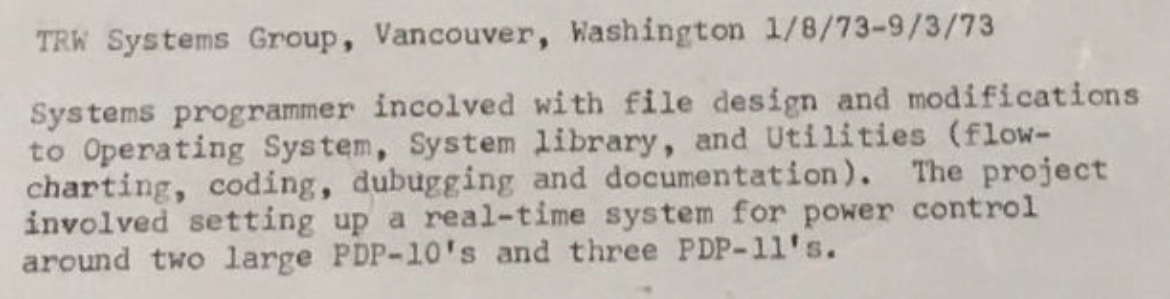 TRW Systems Group, Vancouver, Washington 1/8/73-9/3/73
Systems programmer incolved with file design and modifications
to Operating System, System library, and Utilities (flow-
charting, coding, dubugging and documentation).  The project
involved setting up a real-time system for power control
around two large PDP-10's and three PDP-11's.